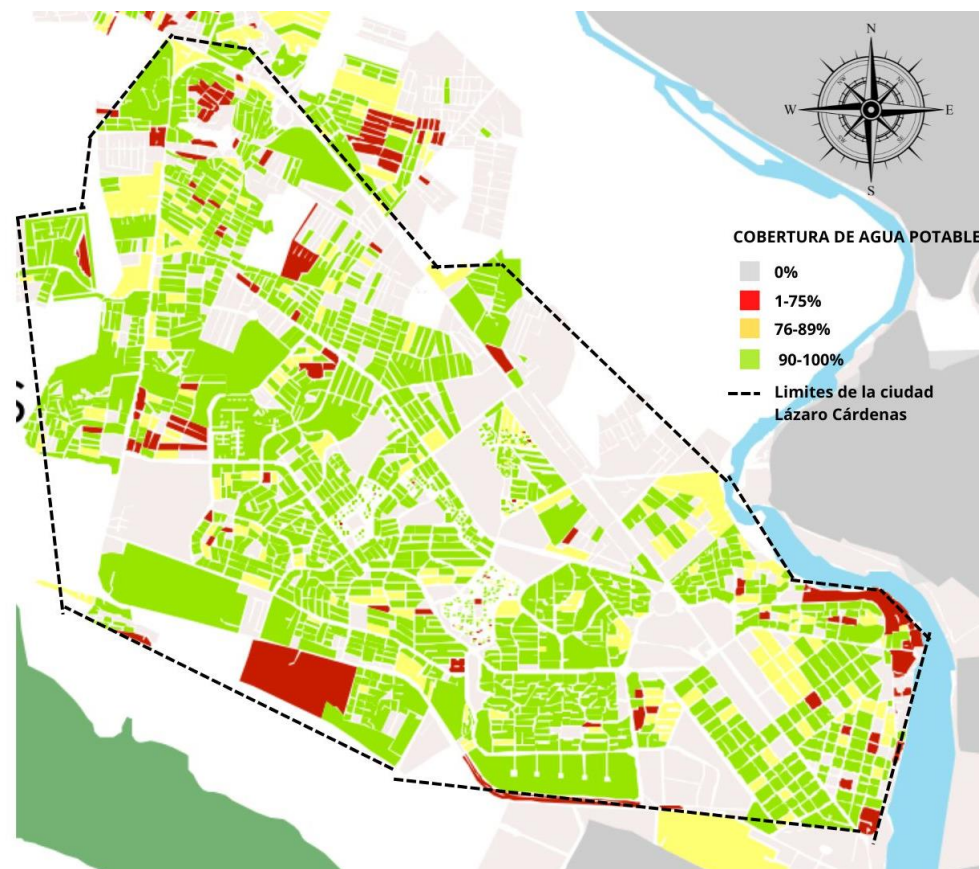 N
W
E
S
COBERTURA DE AGUA POTABLE
0%
1-75%
76-89%
90-100%
Limites de la ciudad
Lázaro Cárdenas